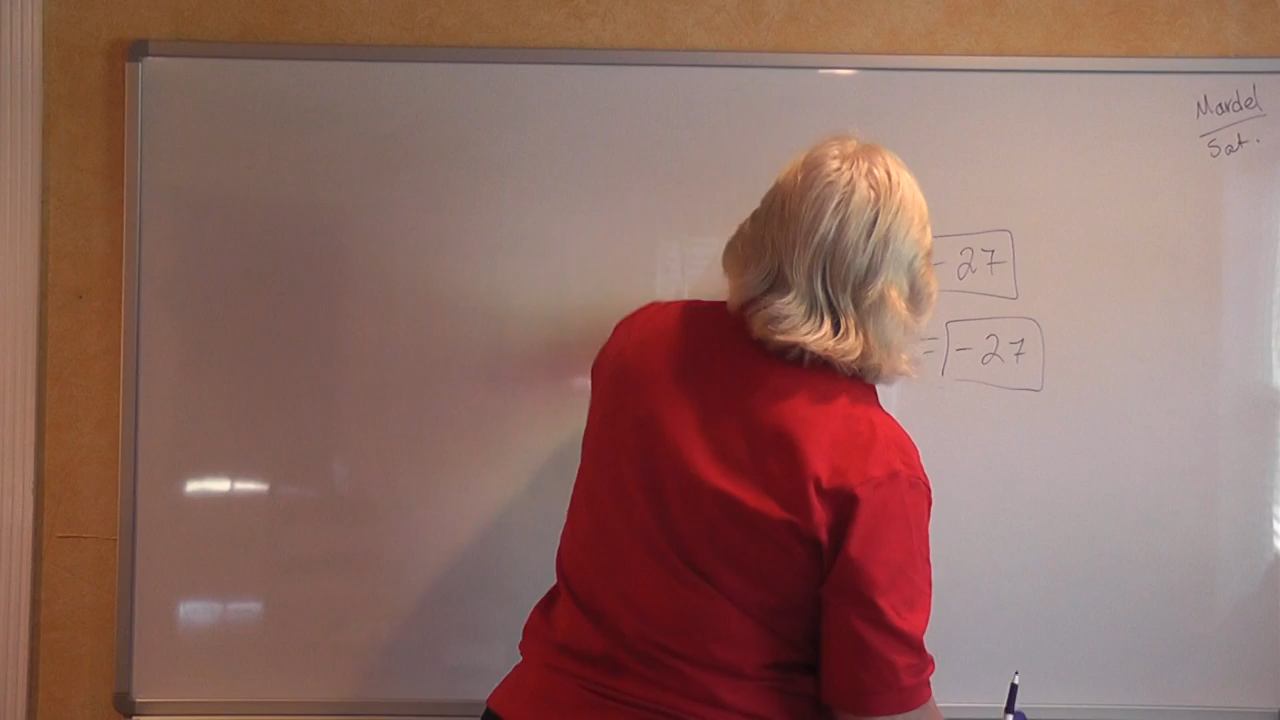 Mardel
Sat.
- 27
= - 27